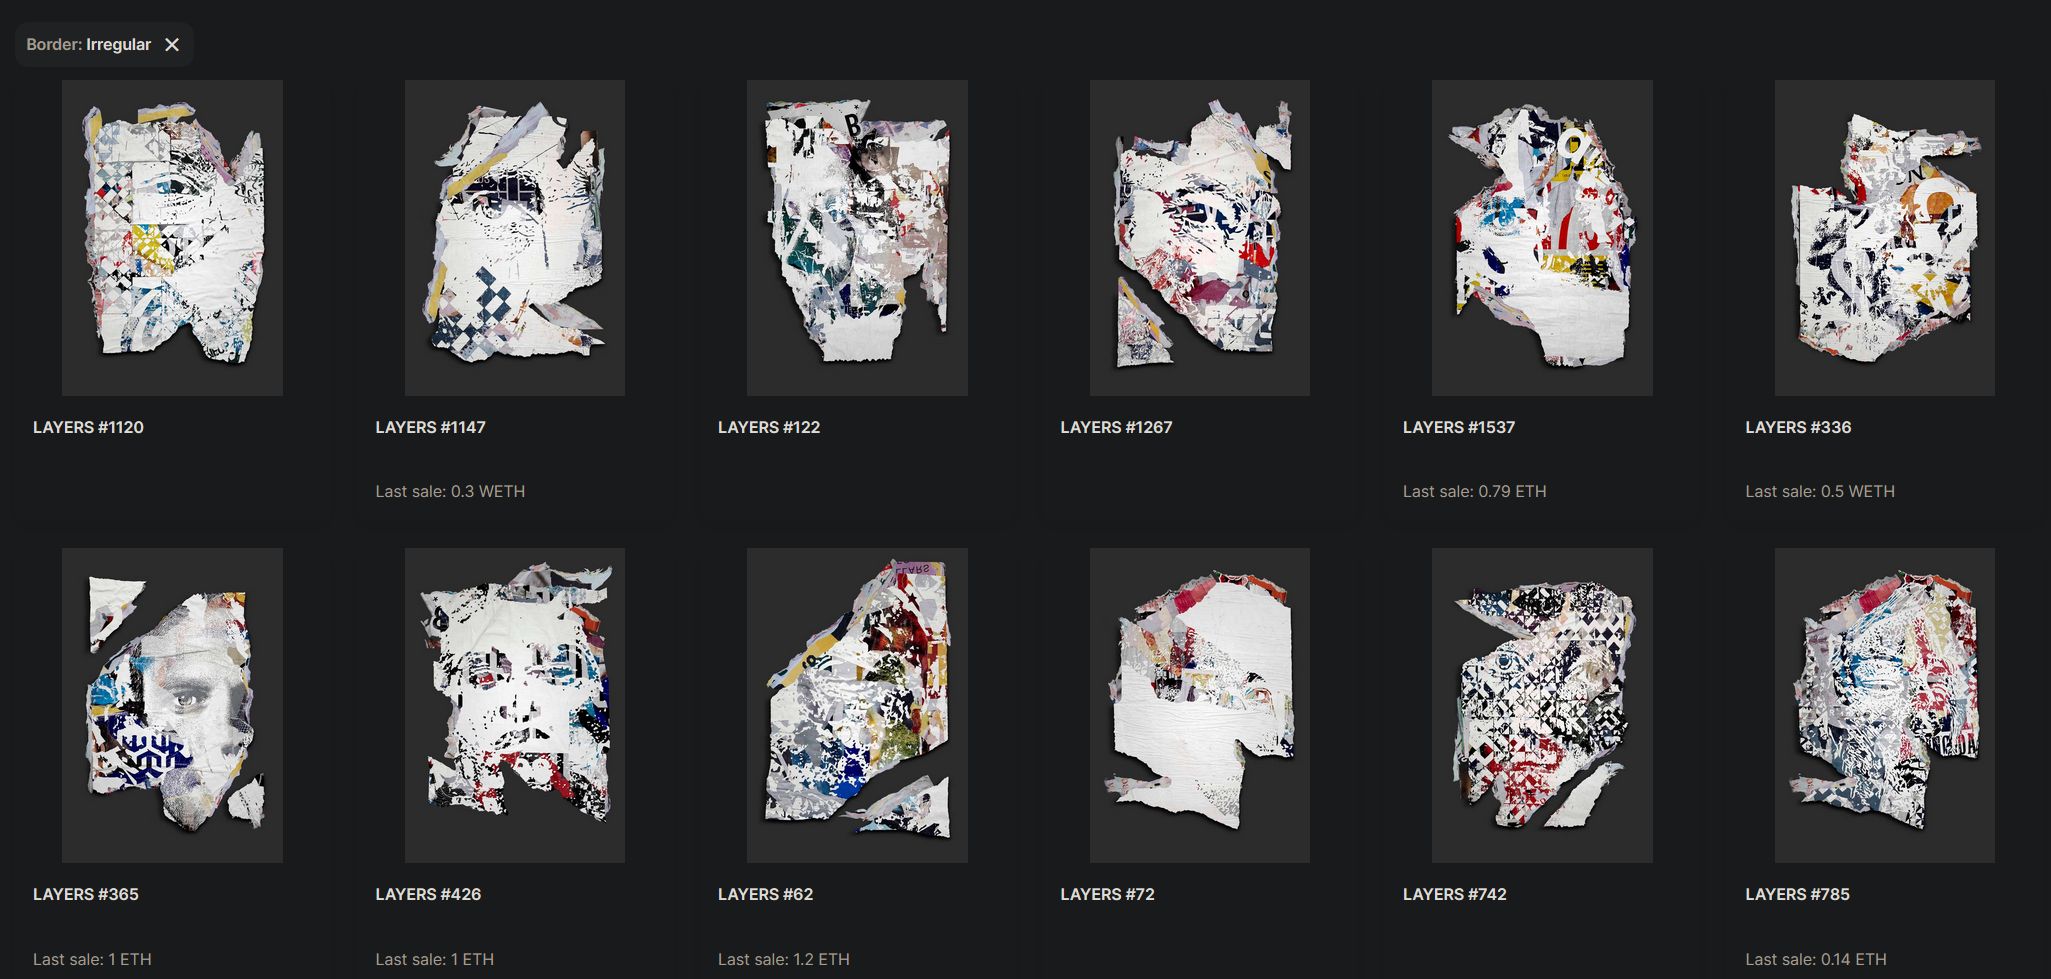 Border: Irregular
LAYERS #1120
LAYERS #1147
LAYERS #122
LAYERS #1267
LAYERS #1537
LAYERS #336
Last sale: 0.3 WETH
Last sale: 0.79 ETH
Last sale: 0.5 WETH
LAYERS #365
LAYERS #426
LAYERS #62
LAYERS #72
LAYERS #742
LAYERS #785
Last sale: 1 ETH
Last sale: 1 ETH
Last sale: 1.2 ETH
Last sale: 0.14 ETH